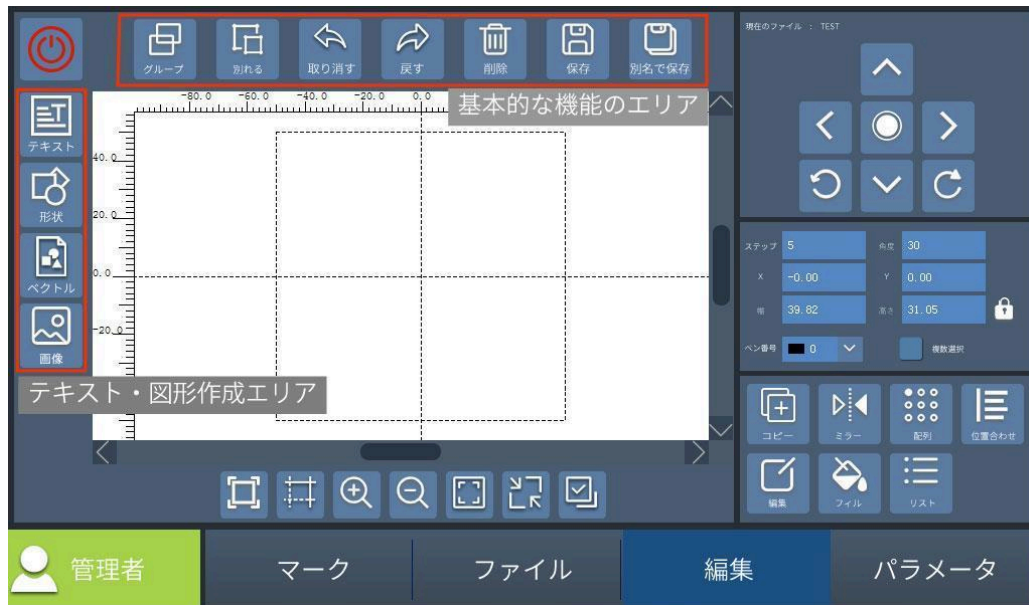 現在のファイル : TEST
グループ 別れる 取り消す 戻す 削除 保存 別名で保存
基本的な機能のエリア
-80.0 -60.0 -40.0 -20.0 0.0
テキスト
40.0
形状
20.0
ベクトル
0.0
-20.0
画像
テキスト・図形作成エリア
ステップ 5 角度 30
X -0.00 Y 0.00
幅 39.82 高さ 31.05
ペン番号 0 複数選択
コピー ミラー 配列 位置合わせ
編集 フィル リスト
管理者 マーク ファイル 編集 パラメータ